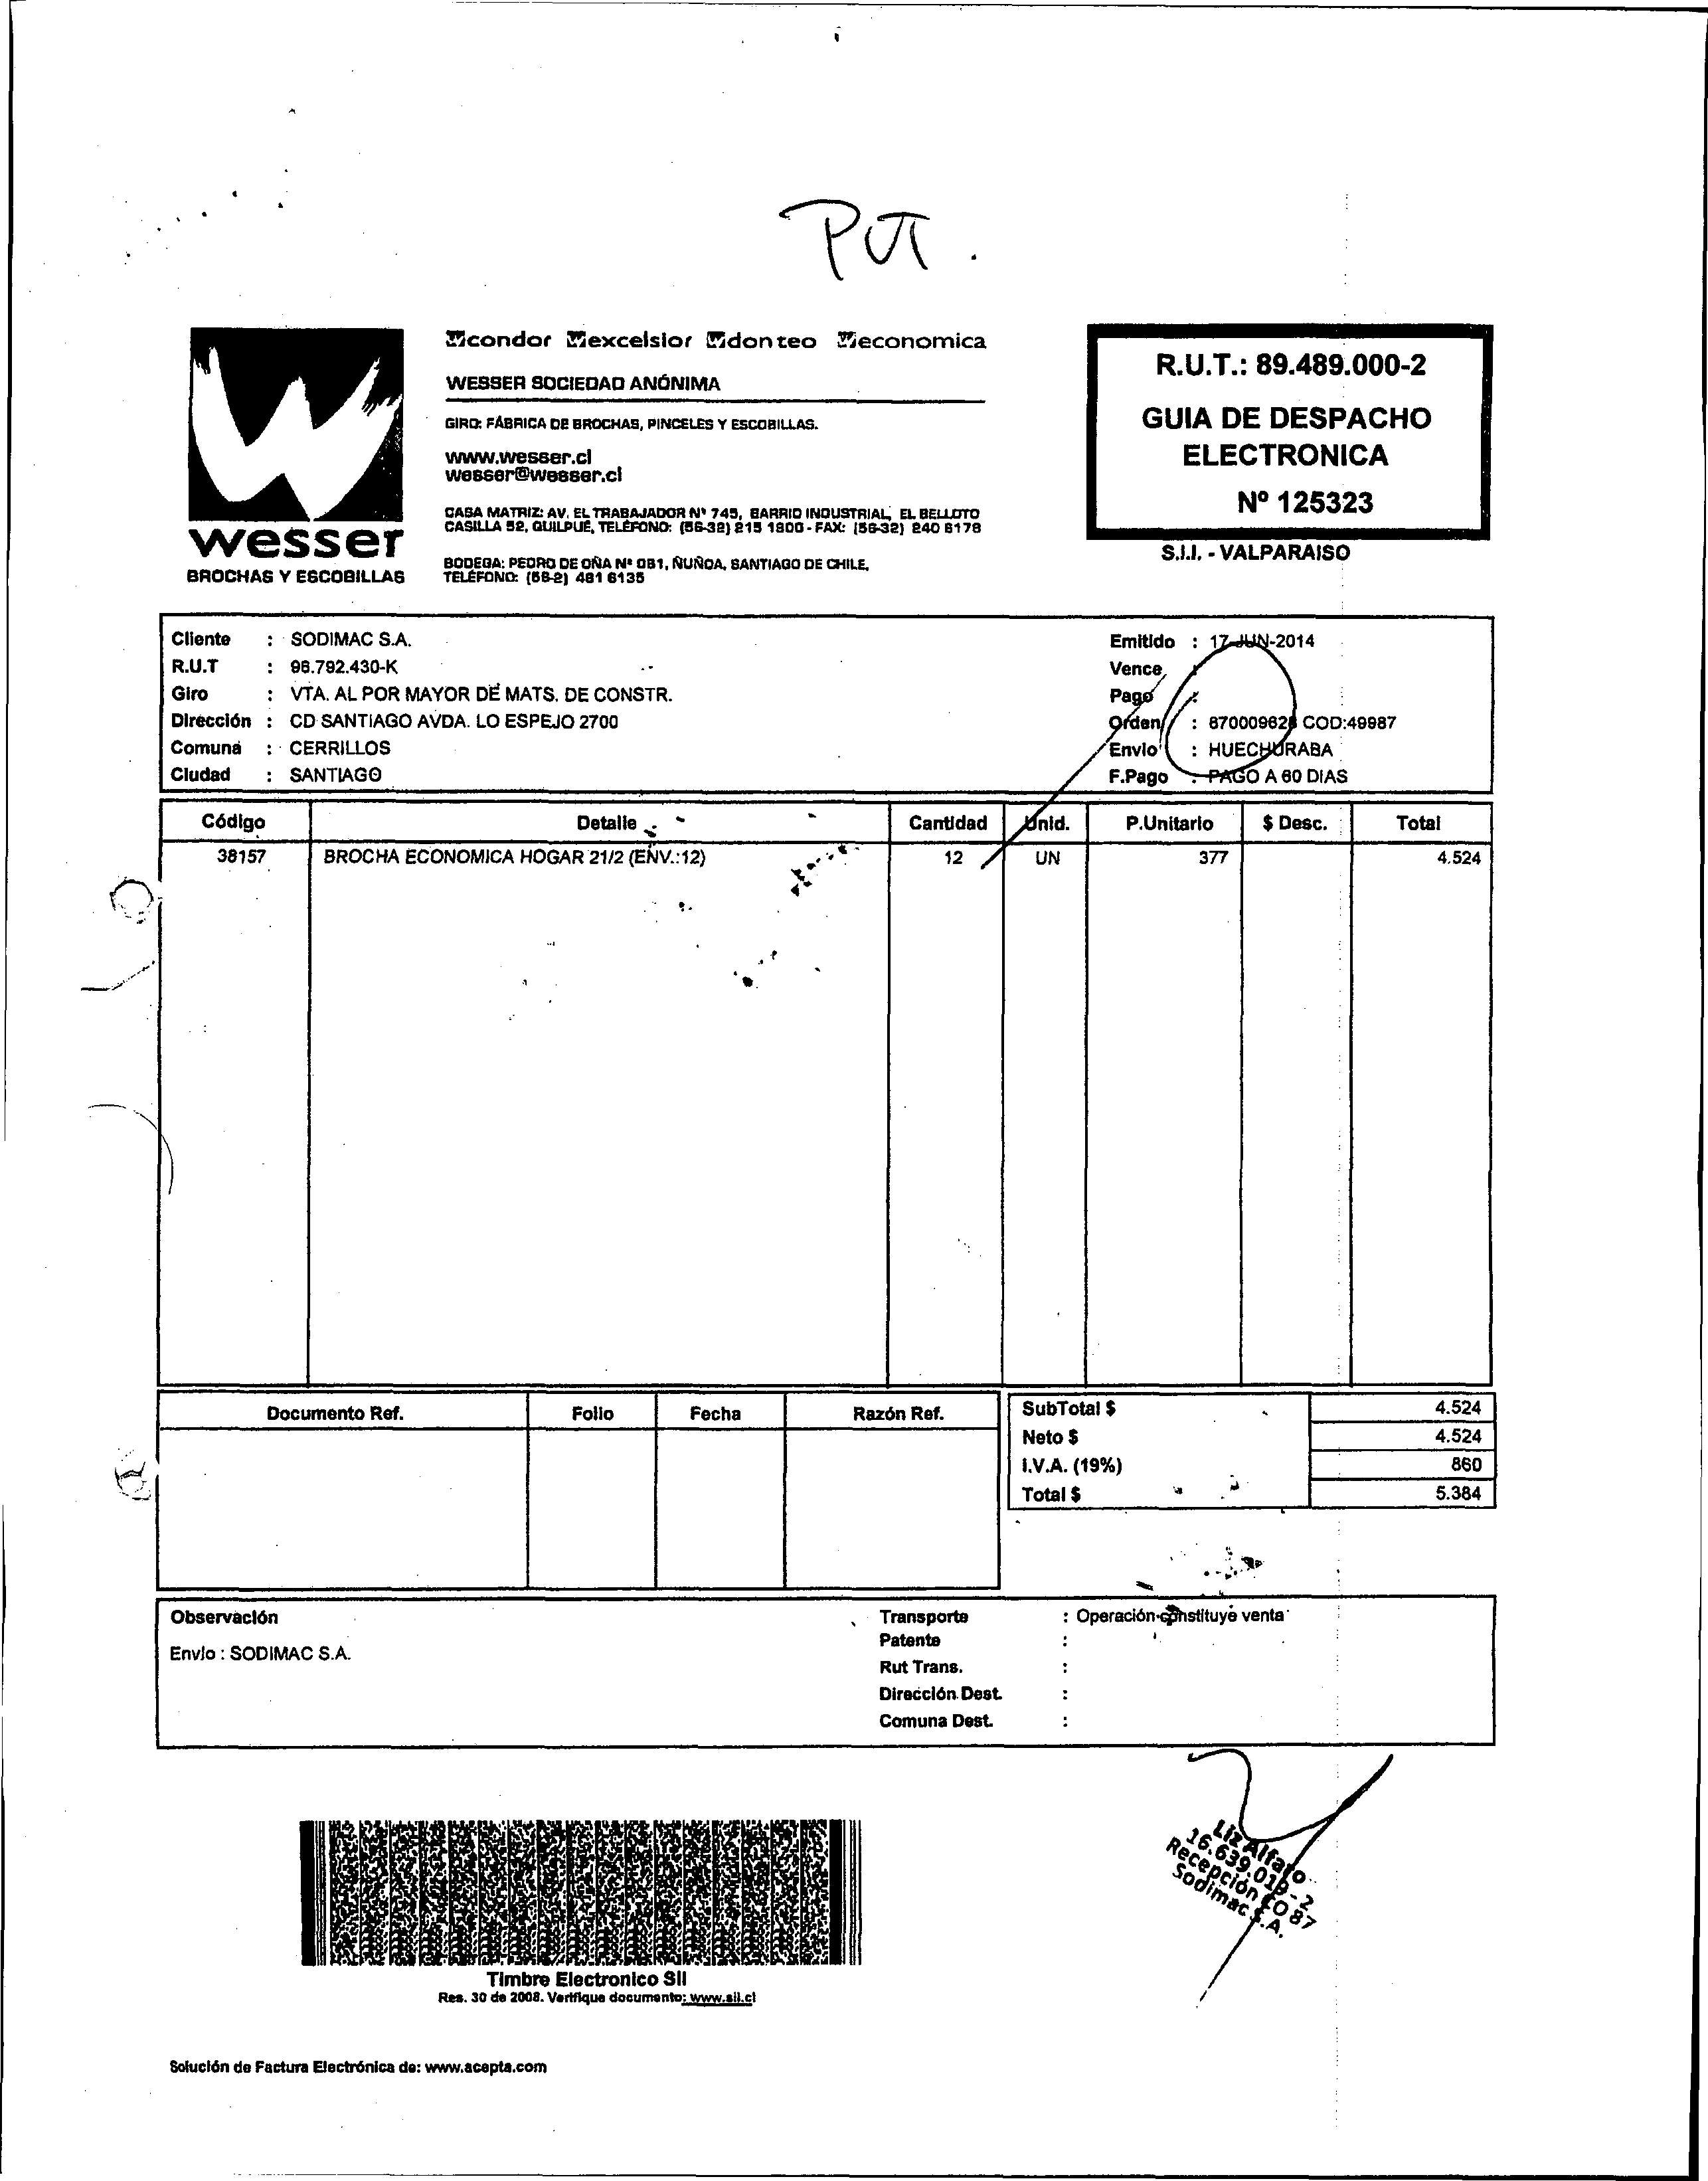 PUT.
condor excelsior donteo economica
WESSER SOCIEDAD ANÓNIMA
GIRO: FÁBRICA DE BROCHAS, PINCELES Y ESCOBILLAS.
www.wesser.cl
wesser@wesser.cl
CASA MATRIZ: AV. EL TRABAJADOR Nº 745, BARRIO INDUSTRIAL, EL BELLOTO
CASILLA 52, QUILPUÉ, TELÉFONO: (56-32) 215 1800 - FAX: (56-32) 240 6178
BODEGA: PEDRO DE OÑA Nº 081, ÑUÑOA, SANTIAGO DE CHILE,
TELÉFONO: (56-2) 481 6135
wesser
BROCHAS Y ESCOBILLAS
R.U.T.: 89.489.000-2
GUIA DE DESPACHO
ELECTRONICA
Nº 125323
S.I.I. - VALPARAISO
Cliente : SODIMAC S.A.
R.U.T : 96.792.430-K
Giro : VTA. AL POR MAYOR DE MATS. DE CONSTR.
Dirección : CD SANTIAGO AVDA. LO ESPEJO 2700
Comuna : CERRILLOS
Ciudad : SANTIAGO
Emitido : 17-JUN-2014
Vence :
Pago :
Orden : COD:49987
Envio : HUECHURABA
F.Pago : PAGO A 60 DIAS
Código Detalle Cantidad Unid. P.Unitario $ Desc. Total
38157 BROCHA ECONOMICA HOGAR 21/2 (ENV.:12) 12 UN 377 4.524
Documento Ref. Folio Fecha Razón Ref.
SubTotal $ 4.524
Neto $ 4.524
I.V.A. (19%) 860
Total $ 5.384
Observación
Envio : SODIMAC S.A.
Transporte : Operación constituye venta
Patente :
Rut Trans. :
Dirección Dest. :
Comuna Dest. :
Liz Alfaro
16.639.019-2
Recepción CO 87
Sodimac S.A.
Timbre Electronico SII
Res. 30 de 2008. Verifique documento: www.sii.cl
Solución de Factura Electrónica de: www.acepta.com